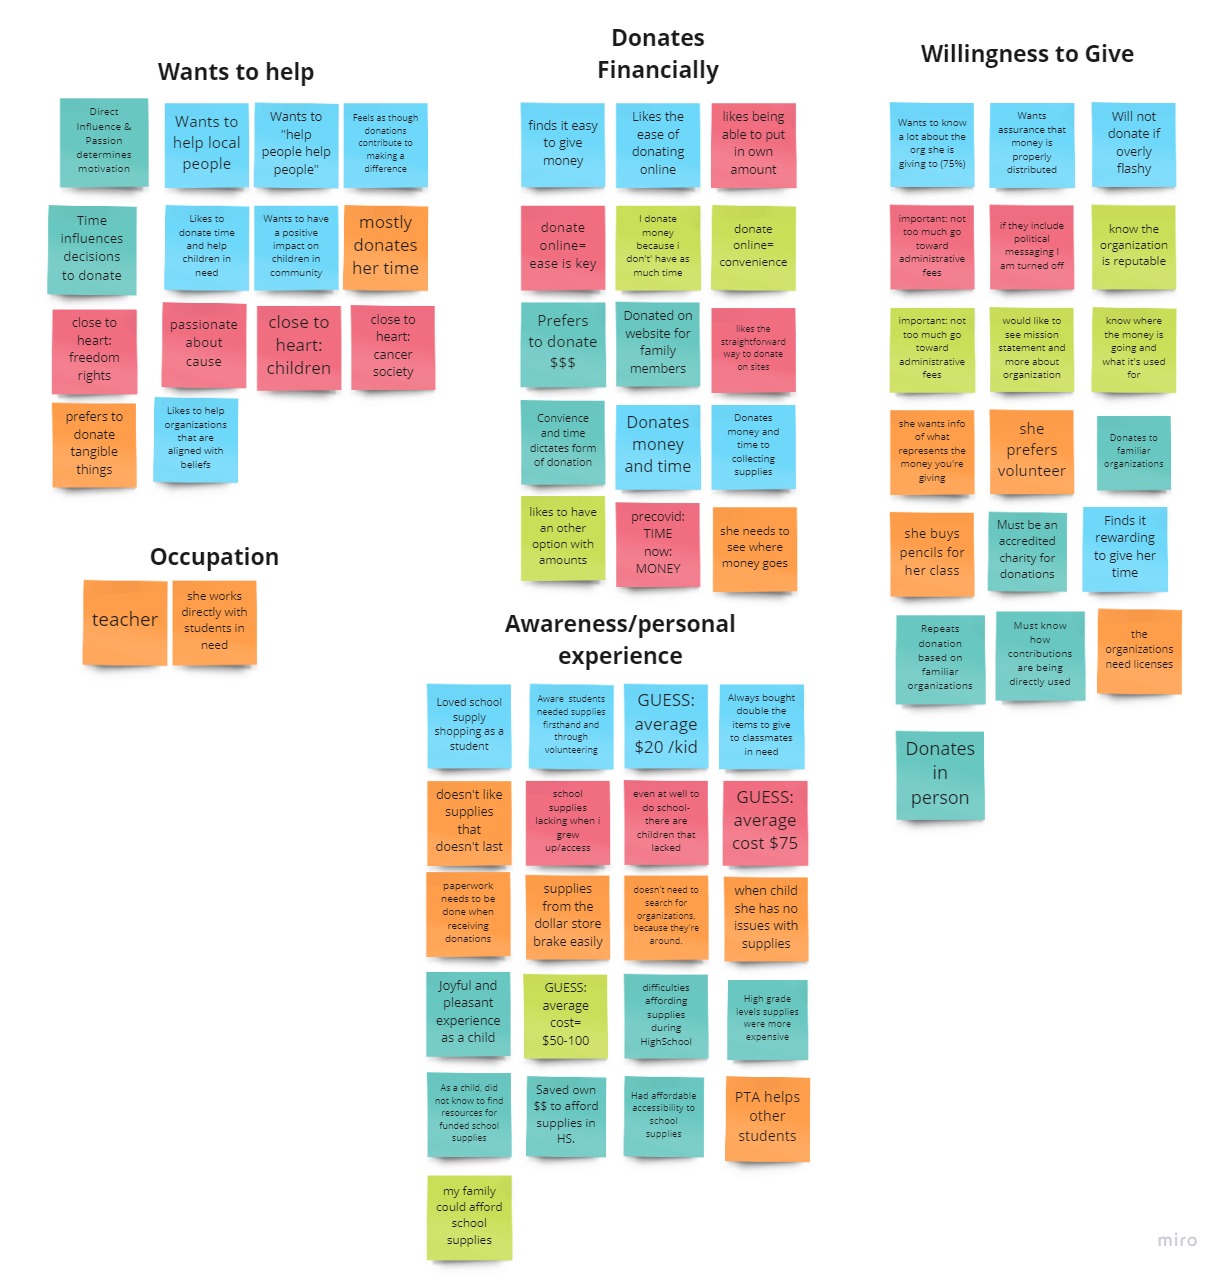 Wants to help
Direct
Influence &
Passion
determines
motivation
Wants to
help local
people
Wants to
"help
people help
people"
Feels as though
donations
contribute to
making a
difference
Time
influences
decisions
to donate
Likes to
donate time
and help
children in
need
Wants to have
a positive
impact on
children in
community
mostly
donates
her time
close to
heart:
freedom
rights
passionate
about
cause
close to
heart:
children
close to
heart:
cancer
society
prefers to
donate
tangible
things
Likes to help
organizations
that are
aligned with
beliefs
Occupation
teacher
she works
directly with
students in
need
Donates
Financially
finds it easy
to give
money
Likes the
ease of
donating
online
likes being
able to put
in own
amount
donate
online=
ease is key
I donate
money
because i
don't' have as
much time
donate
online=
convenience
Prefers
to donate
$$$
Donated on
website for
family
members
likes the
straightforward
way to donate
on sites
Convience
and time
dictates form
of donation
Donates
money
and time
Donates
money and
time to
collecting
supplies
likes to have
an other
option with
amounts
precovid:
TIME
now:
MONEY
she needs to
see where
money goes
Awareness/personal
experience
Loved school
supply
shopping as a
student
Aware students
needed supplies
firsthand and
through
volunteering
GUESS:
average
$20 /kid
Always bought
double the
items to give
to classmates
in need
doesn't like
supplies
that
doesn't last
school
supplies
lacking when i
grew
up/access
even at well to
do school-
there are
children that
lacked
GUESS:
average
cost $75
paperwork
needs to be
done when
receiving
donations
supplies
from the
dollar store
brake easily
doesn't need to
search for
organizations,
because they're
around.
when child
she has no
issues with
supplies
Joyful and
pleasant
experience
as a child
GUESS:
average
cost=
$50-100
difficulties
affording
supplies
during
HighSchool
High grade
levels supplies
were more
expensive
As a child, did
not know to find
resources for
funded school
supplies
Saved own
$$ to afford
supplies in
HS.
Had affordable
accessibility to
school
supplies
PTA helps
other
students
my family
could afford
school
supplies
Willingness to Give
Wants to know
a lot about the
org she is
giving to (75%)
Wants
assurance that
money is
properly
distributed
Will not
donate if
overly
flashy
important: not
too much go
toward
administrative
fees
if they include
political
messaging I
am turned off
know the
organization
is reputable
important: not
too much go
toward
administrative
fees
would like to
see mission
statement and
more about
organization
know where
the money is
going and
what it's used
for
she wants info
of what
represents the
money you're
giving
she
prefers
volunteer
Donates to
familiar
organizations
she buys
pencils for
her class
Must be an
accredited
charity for
donations
Finds it
rewarding
to give her
time
Repeats
donation
based on
familiar
organizations
Must know
how
contributions
are being
directly used
the
organizations
need licenses
Donates
in
person
miro